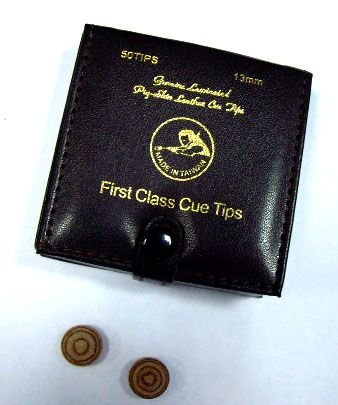 50TIPS 13mm
Genuine Laminated
Pig-Skin Leather Cue Tips
MADE IN TAIWAN
First Class Cue Tips